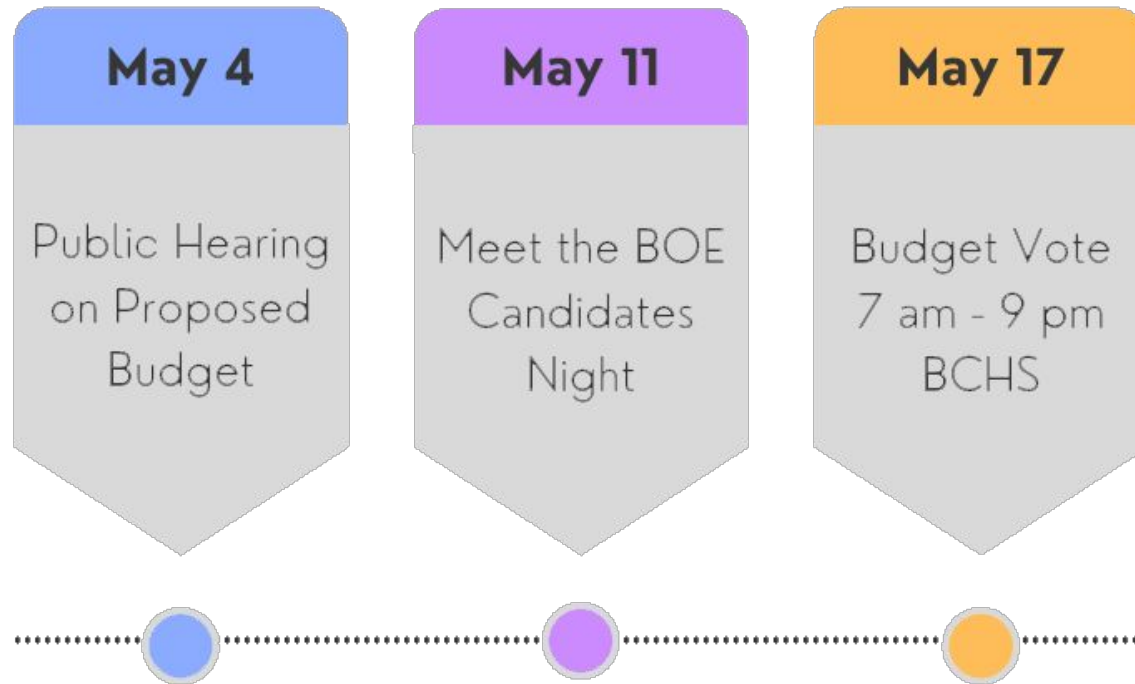 May 4
Public Hearing
on Proposed
Budget
May 11
Meet the BOE
Candidates
Night
May 17
Budget Vote
7 am - 9 pm
BCHS